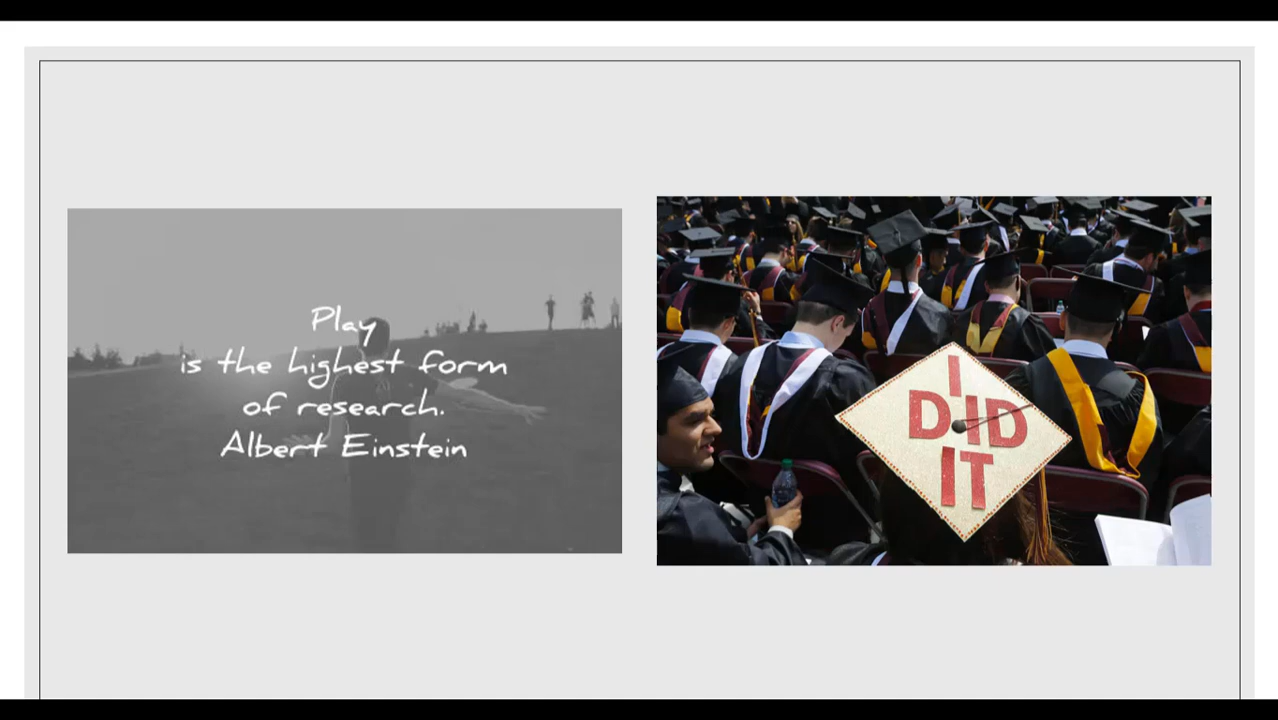 Play
is the highest form
of research.
Albert Einstein
I
DID
IT